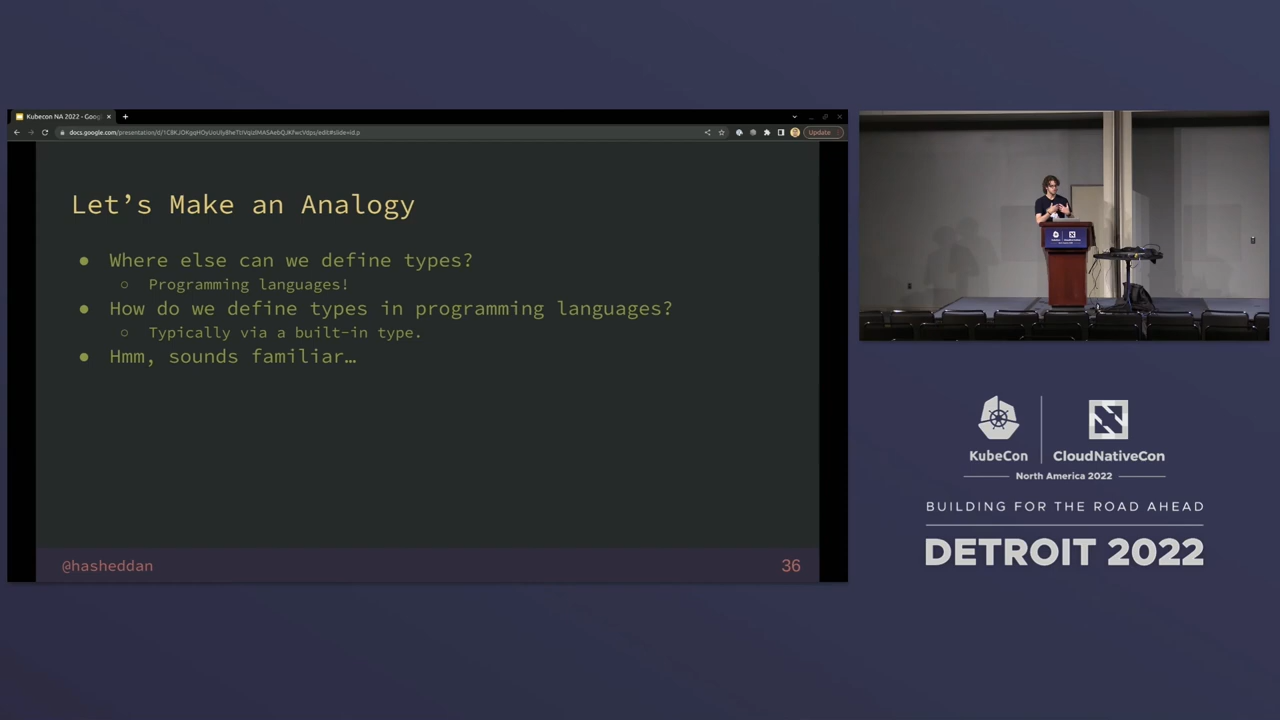 Kubecon NA 2022 - Goog
Update
Let's Make an Analogy
● Where else can we define types?
○ Programming languages!
● How do we define types in programming languages?
○ Typically via a built-in type.
● Hmm, sounds familiar…
@hasheddan
36
KubeCon
CloudNativeCon
North America 2022
BUILDING FOR THE ROAD AHEAD
DETROIT 2022